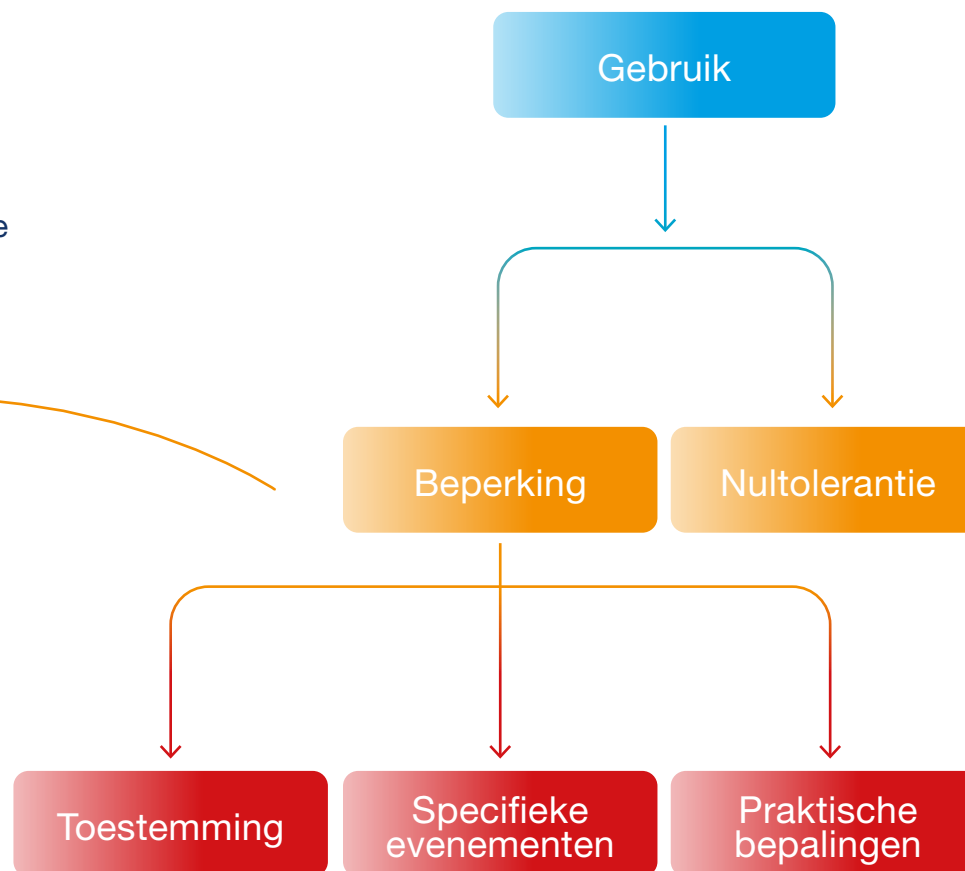 Gebruik
e
Beperking
Nultolerantie
Toestemming
Specifieke
evenementen
Praktische
bepalingen